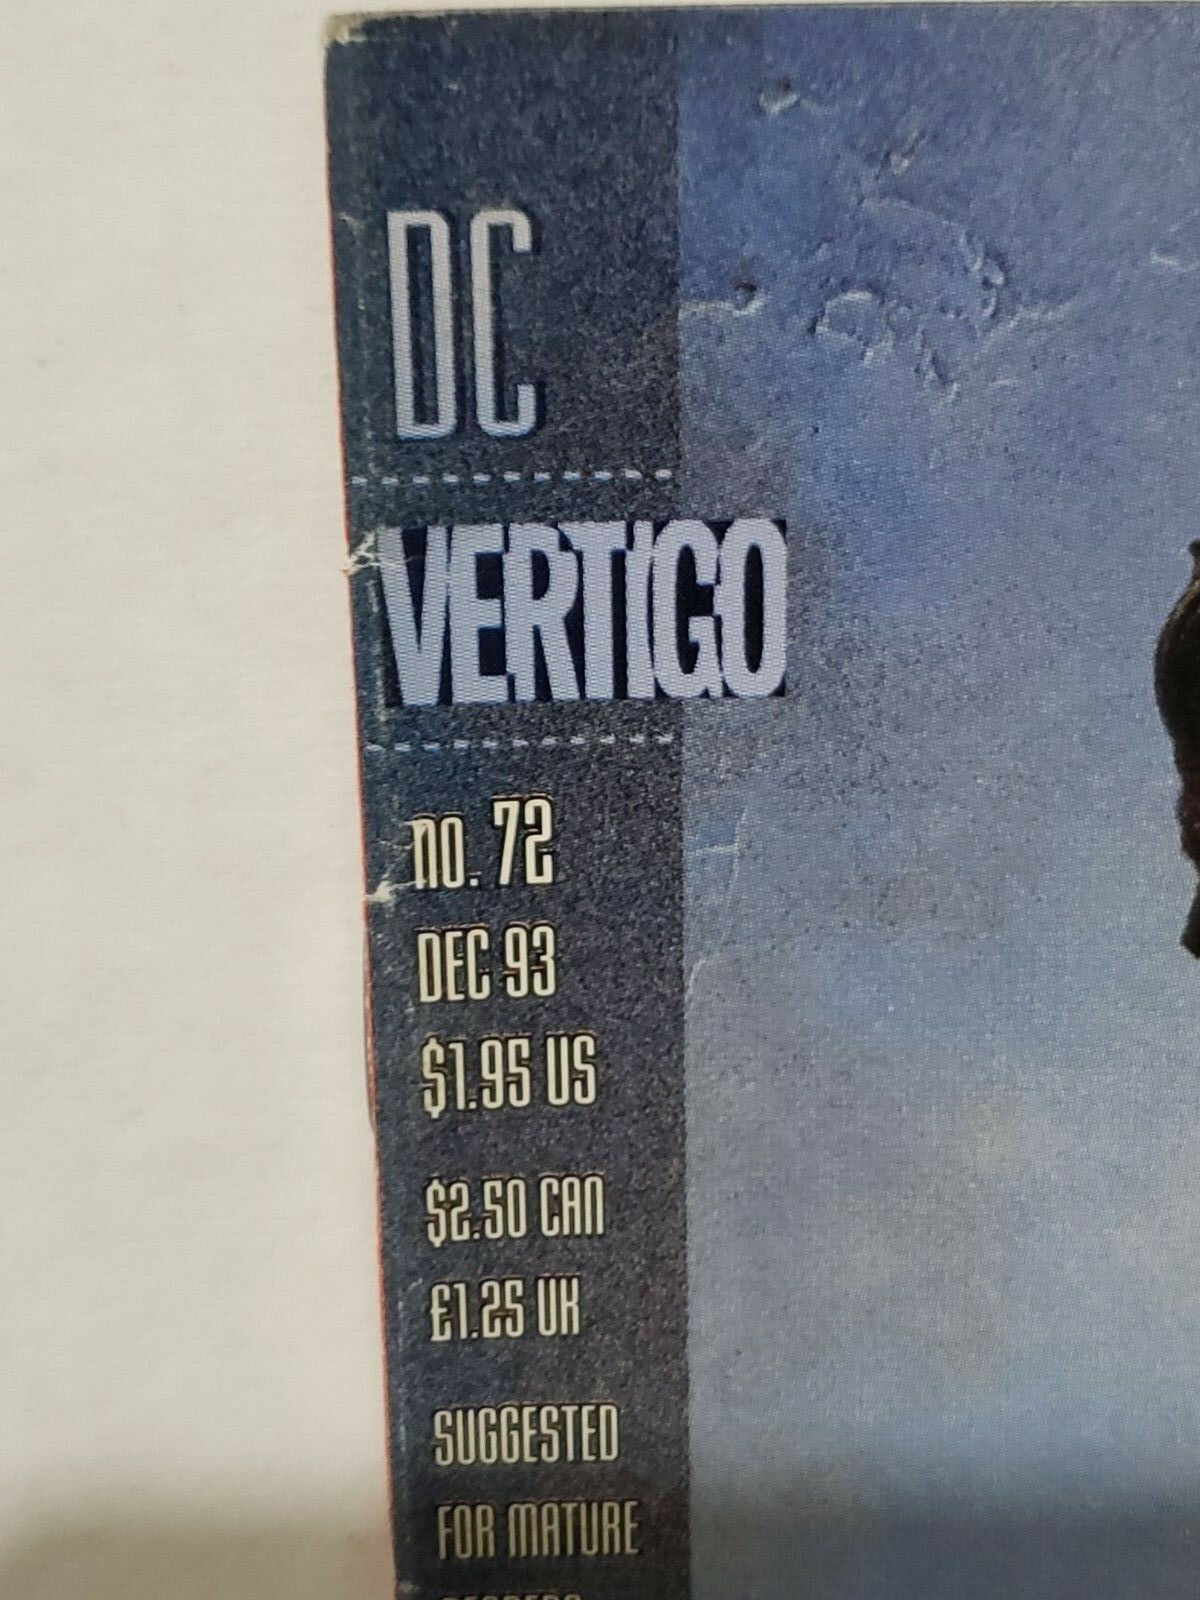 DC
VERTIGO
no. 72
DEC 93
$1.95 US
$2.50 CAN
£1.25 UK
SUGGESTED
FOR MATURE